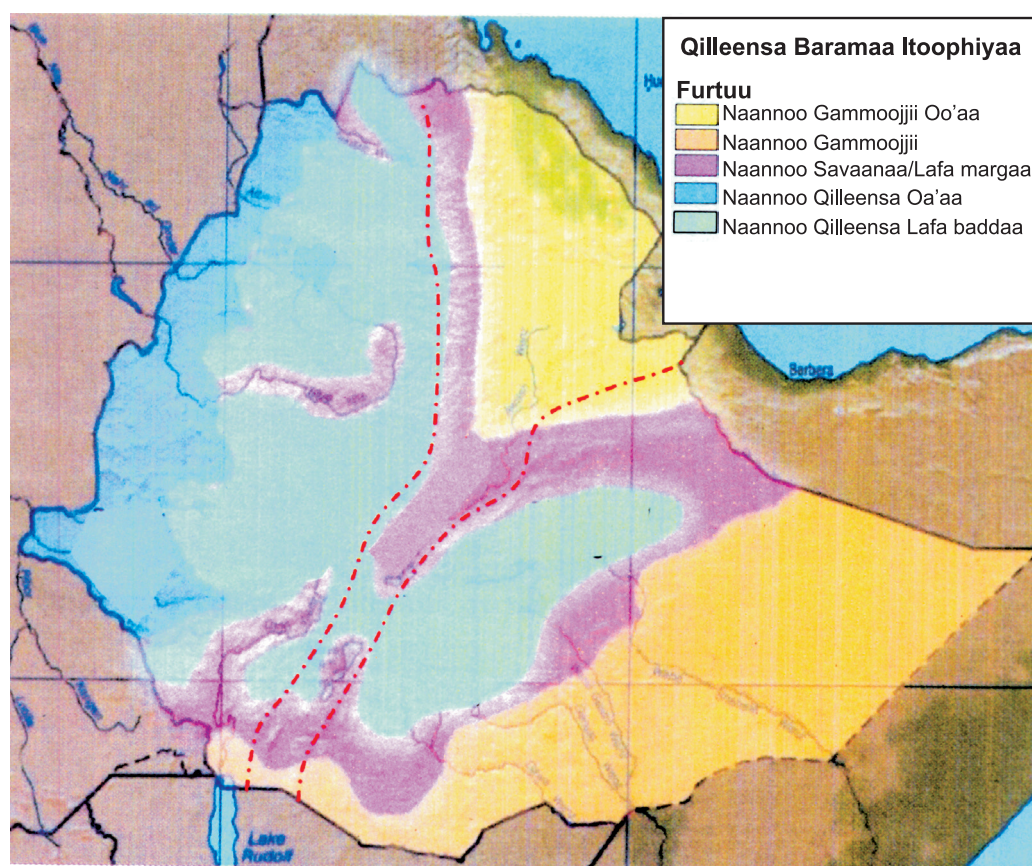 Qilleensa Baramaa Itoophiyaa
Furtuu
Naannoo Gammoojjii Oo'aa
Naannoo Gammoojjii
Naannoo Savaanaa/Lafa margaa
Naannoo Qilleensa Oa'aa
Naannoo Qilleensa Lafa baddaa
Berbera
Lake
Rudolf